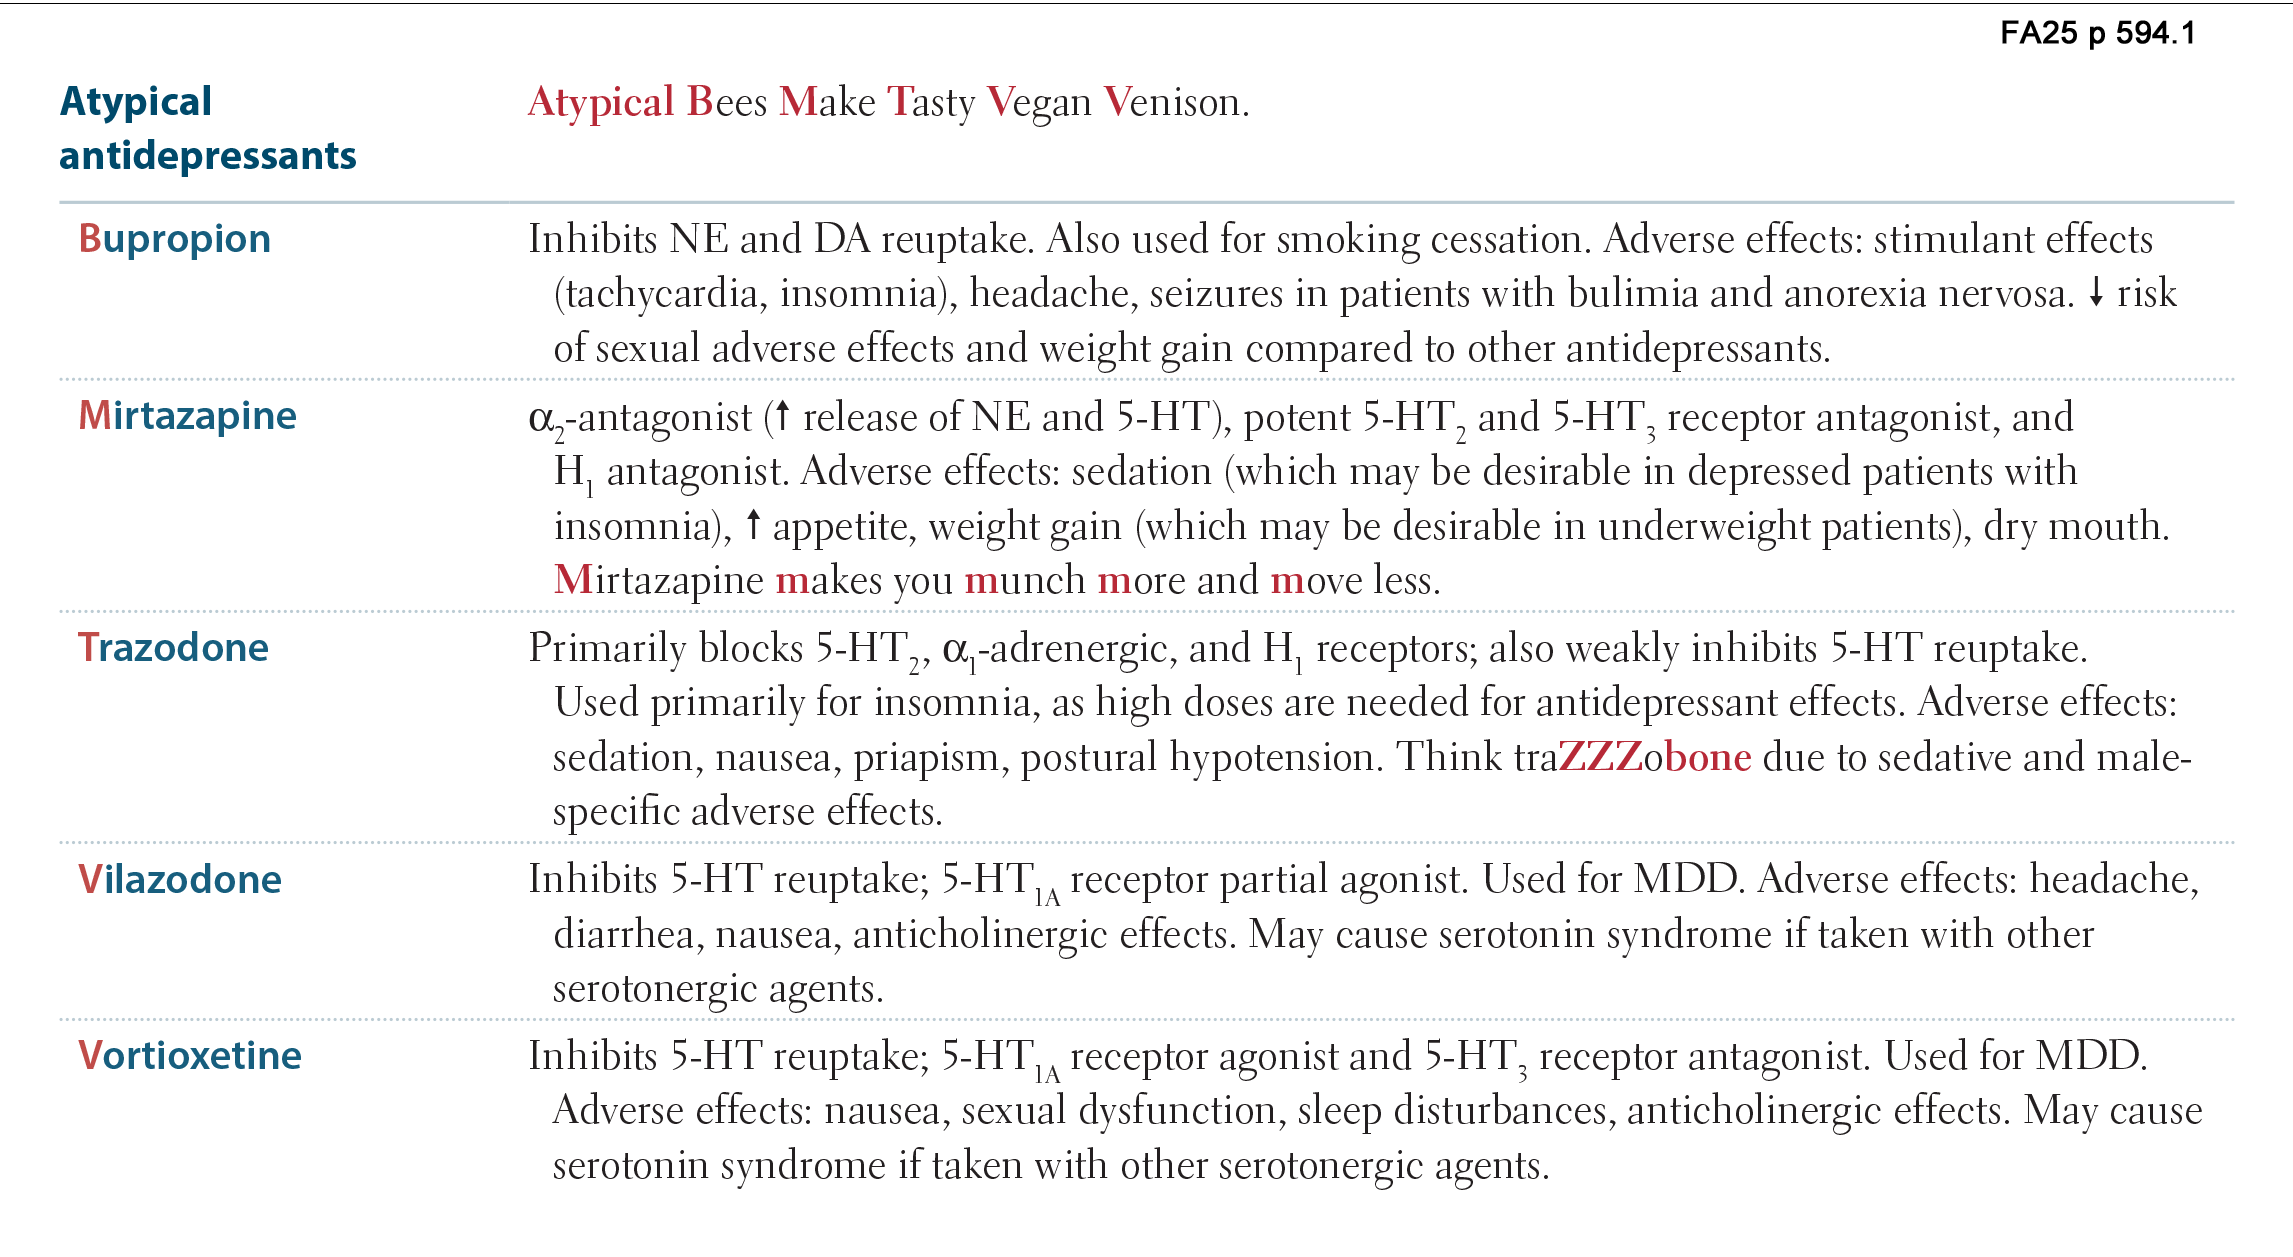 FA25 p 594.1
Atypical
antidepressants
Atypical Bees Make Tasty Vegan Venison.
Bupropion
Inhibits NE and DA reuptake. Also used for smoking cessation. Adverse effects: stimulant effects
(tachycardia, insomnia), headache, seizures in patients with bulimia and anorexia nervosa. ↓ risk
of sexual adverse effects and weight gain compared to other antidepressants.
Mirtazapine
α₂-antagonist (↑ release of NE and 5-HT), potent 5-HT₂ and 5-HT₃ receptor antagonist, and
H₁ antagonist. Adverse effects: sedation (which may be desirable in depressed patients with
insomnia), ↑ appetite, weight gain (which may be desirable in underweight patients), dry mouth.
Mirtazapine makes you munch more and move less.
Trazodone
Primarily blocks 5-HT₂, α₁-adrenergic, and H₁ receptors; also weakly inhibits 5-HT reuptake.
Used primarily for insomnia, as high doses are needed for antidepressant effects. Adverse effects:
sedation, nausea, priapism, postural hypotension. Think traZZZobone due to sedative and male-
specific adverse effects.
Vilazodone
Inhibits 5-HT reuptake; 5-HT₁A receptor partial agonist. Used for MDD. Adverse effects: headache,
diarrhea, nausea, anticholinergic effects. May cause serotonin syndrome if taken with other
serotonergic agents.
Vortioxetine
Inhibits 5-HT reuptake; 5-HT₁A receptor agonist and 5-HT₃ receptor antagonist. Used for MDD.
Adverse effects: nausea, sexual dysfunction, sleep disturbances, anticholinergic effects. May cause
serotonin syndrome if taken with other serotonergic agents.